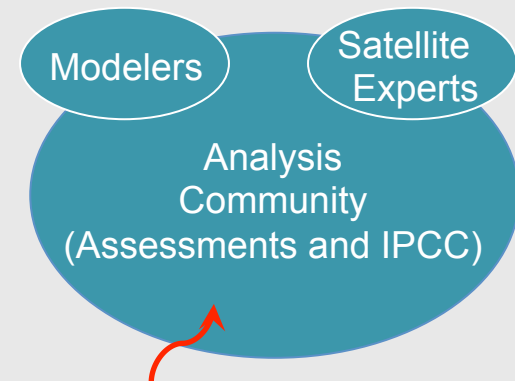 Modelers
Satellite
Experts
Analysis
Community
(Assessments and IPCC)